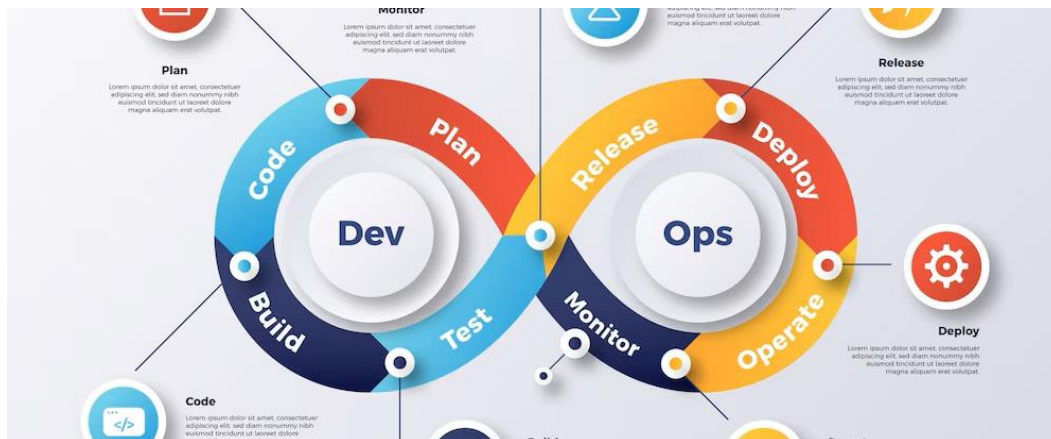 Monitor
Lorem ipsum dolor sit amet, consectetuer
adipiscing elit, sed diam nonummy nibh
euismod tincidunt ut laoreet dolore
magna aliquam erat volutpat.
adipiscing elit, sed diam nonummy nibh
euismod tincidunt ut laoreet dolore
magna aliquam erat volutpat.
Plan
Lorem ipsum dolor sit amet, consectetuer
adipiscing elit, sed diam nonummy nibh
euismod tincidunt ut laoreet dolore
magna aliquam erat volutpat.
Release
Lorem ipsum dolor sit amet, consectetuer
adipiscing elit, sed diam nonummy nibh
euismod tincidunt ut laoreet dolore
magna aliquam erat volutpat.
Code
Plan
Release
Deploy
Dev
Ops
Build
Test
Monitor
Operate
Deploy
Lorem ipsum dolor sit amet, consectetuer
adipiscing elit, sed diam nonummy nibh
euismod tincidunt ut laoreet dolore
magna aliquam erat volutpat.
</>
Code
Lorem ipsum dolor sit amet, consectetuer
adipiscing elit, sed diam nonummy nibh
euismod tincidunt ut laoreet dolore